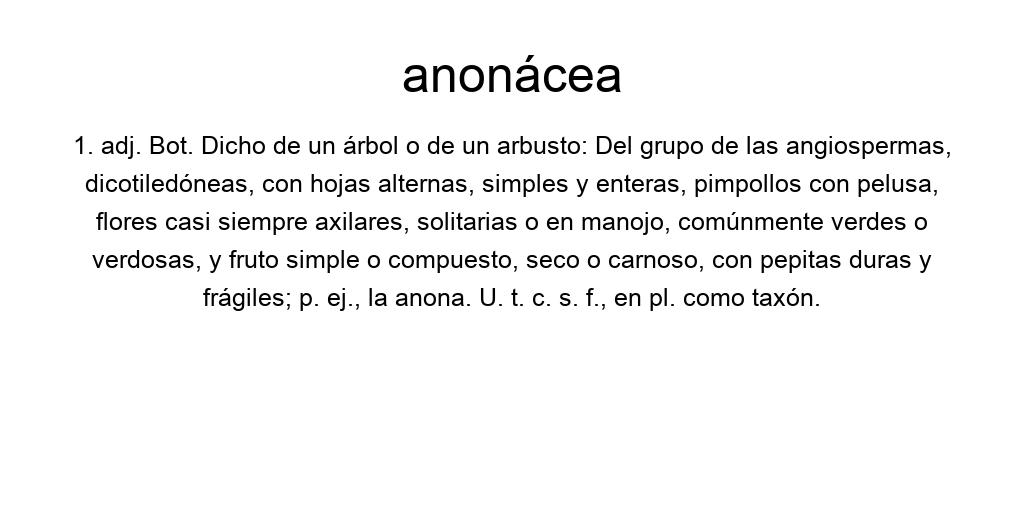 anonácea
1. adj. Bot. Dicho de un árbol o de un arbusto: Del grupo de las angiospermas,
dicotiledóneas, con hojas alternas, simples y enteras, pimpollos con pelusa,
flores casi siempre axilares, solitarias o en manojo, comúnmente verdes o
verdosas, y fruto simple o compuesto, seco o carnoso, con pepitas duras y
frágiles; p. ej., la anona. U. t. c. s. f., en pl. como taxón.